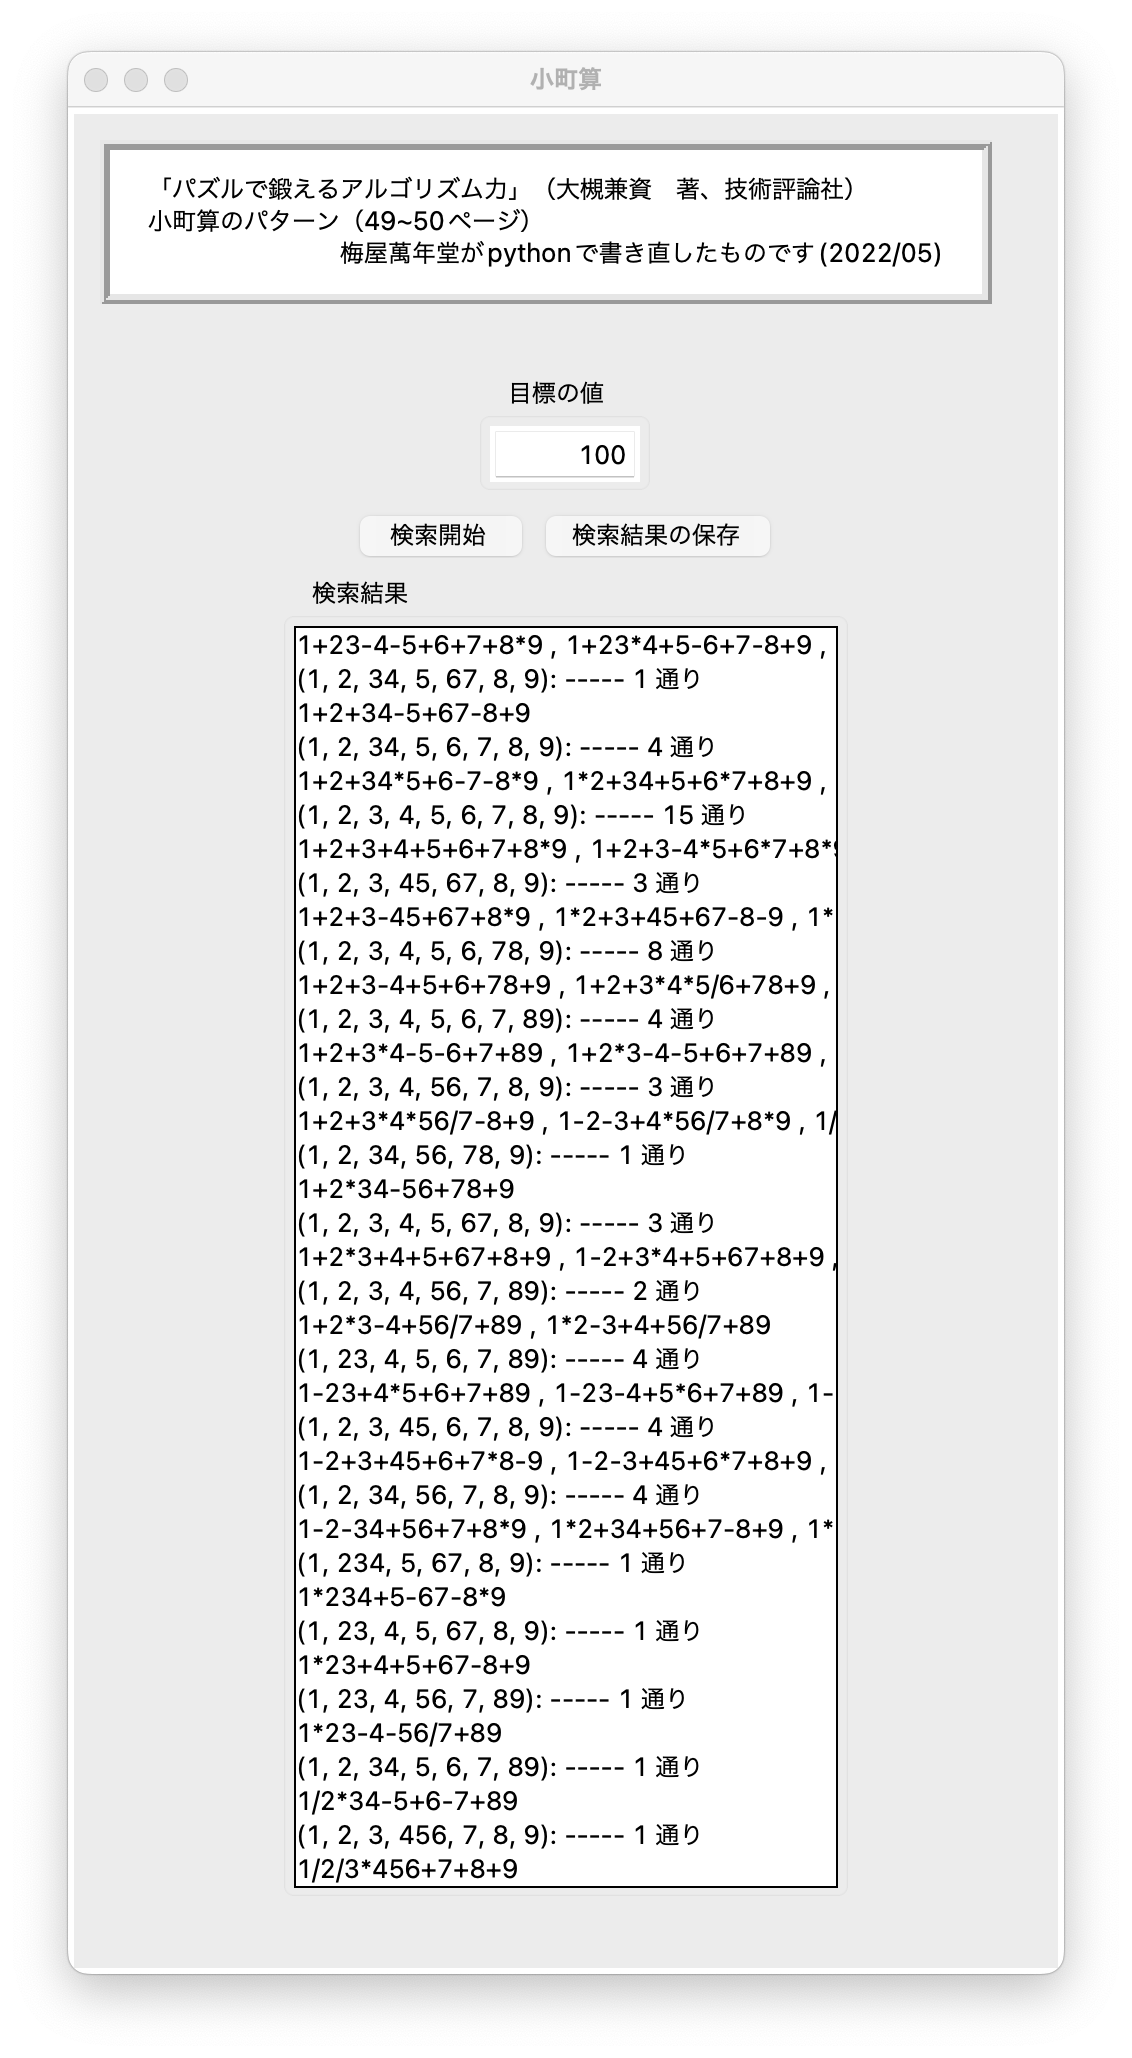 小町算
「パズルで鍛えるアルゴリズム力」（大槻兼資　著、技術評論社）
小町算のパターン（49~50ページ）
梅屋萬年堂がpythonで書き直したものです(2022/05)
目標の値
100
検索開始 検索結果の保存
検索結果
1+23-4-5+6+7+8*9 , 1+23*4+5-6+7-8+9 ,
(1, 2, 34, 5, 67, 8, 9): ----- 1 通り
1+2+34-5+67-8+9
(1, 2, 34, 5, 6, 7, 8, 9): ----- 4 通り
1+2+34*5+6-7-8*9 , 1*2+34+5+6*7+8+9 ,
(1, 2, 3, 4, 5, 6, 7, 8, 9): ----- 15 通り
1+2+3+4+5+6+7+8*9 , 1+2+3-4*5+6*7+8*9
(1, 2, 3, 45, 67, 8, 9): ----- 3 通り
1+2+3-45+67+8*9 , 1*2+3+45+67-8-9 , 1*
(1, 2, 3, 4, 5, 6, 78, 9): ----- 8 通り
1+2+3-4+5+6+78+9 , 1+2+3*4*5/6+78+9 ,
(1, 2, 3, 4, 5, 6, 7, 89): ----- 4 通り
1+2+3*4-5-6+7+89 , 1+2*3-4-5+6+7+89 ,
(1, 2, 3, 4, 56, 7, 8, 9): ----- 3 通り
1+2+3*4*56/7-8+9 , 1-2-3+4*56/7+8*9 , 1/
(1, 2, 34, 56, 78, 9): ----- 1 通り
1+2*34-56+78+9
(1, 2, 3, 4, 5, 67, 8, 9): ----- 3 通り
1+2*3+4+5+67+8+9 , 1-2+3*4+5+67+8+9 ,
(1, 2, 3, 4, 56, 7, 89): ----- 2 通り
1+2*3-4+56/7+89 , 1*2-3+4+56/7+89
(1, 23, 4, 5, 6, 7, 89): ----- 4 通り
1-23+4*5+6+7+89 , 1-23-4+5*6+7+89 , 1-
(1, 2, 3, 45, 6, 7, 8, 9): ----- 4 通り
1-2+3+45+6+7*8-9 , 1-2-3+45+6*7+8+9 ,
(1, 2, 34, 56, 7, 8, 9): ----- 4 通り
1-2-34+56+7+8*9 , 1*2+34+56+7-8+9 , 1*
(1, 234, 5, 67, 8, 9): ----- 1 通り
1*234+5-67-8*9
(1, 23, 4, 5, 67, 8, 9): ----- 1 通り
1*23+4+5+67-8+9
(1, 23, 4, 56, 7, 89): ----- 1 通り
1*23-4-56/7+89
(1, 2, 34, 5, 6, 7, 89): ----- 1 通り
1/2*34-5+6-7+89
(1, 2, 3, 456, 7, 8, 9): ----- 1 通り
1/2/3*456+7+8+9